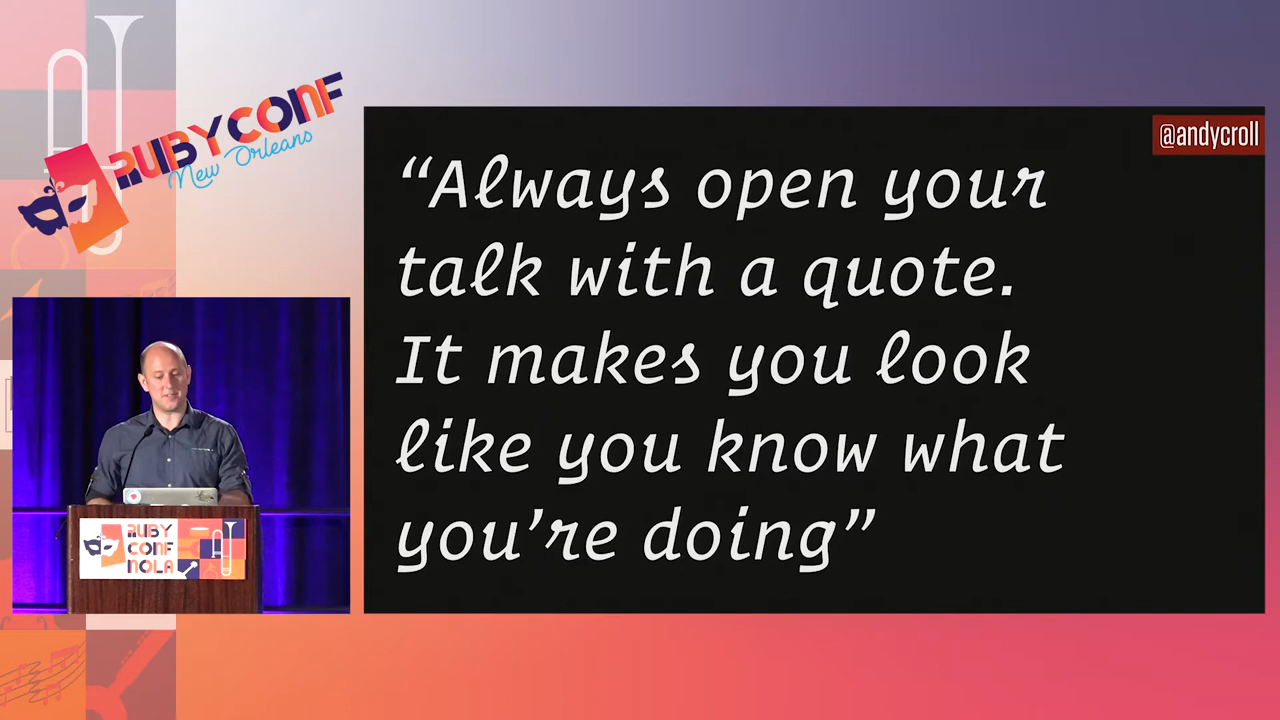 RUBYCONF
New Orleans
@andycroll
“Always open your
talk with a quote.
It makes you look
like you know what
you’re doing”
RUBY
CONF
NOLA